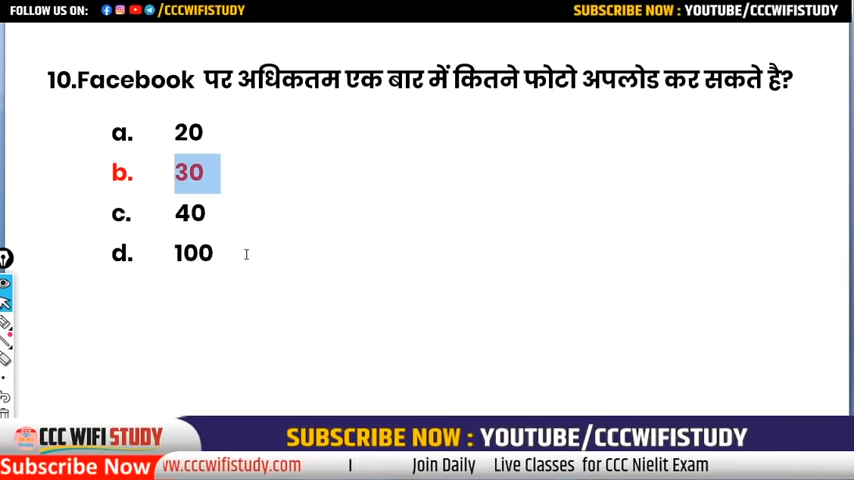 FOLLOW US ON: /CCCWIFISTUDY SUBSCRIBE NOW : YOUTUBE/CCCWIFISTUDY
10.Facebook पर अधिकतम एक बार में कितने फोटो अपलोड कर सकते है?
a. 20
b. 30
c. 40
d. 100
CCC WIFI STUDY SUBSCRIBE NOW : YOUTUBE/CCCWIFISTUDY
Subscribe Now ww.cccwifistudy.com I Join Daily Live Classes for CCC Nielit Exam